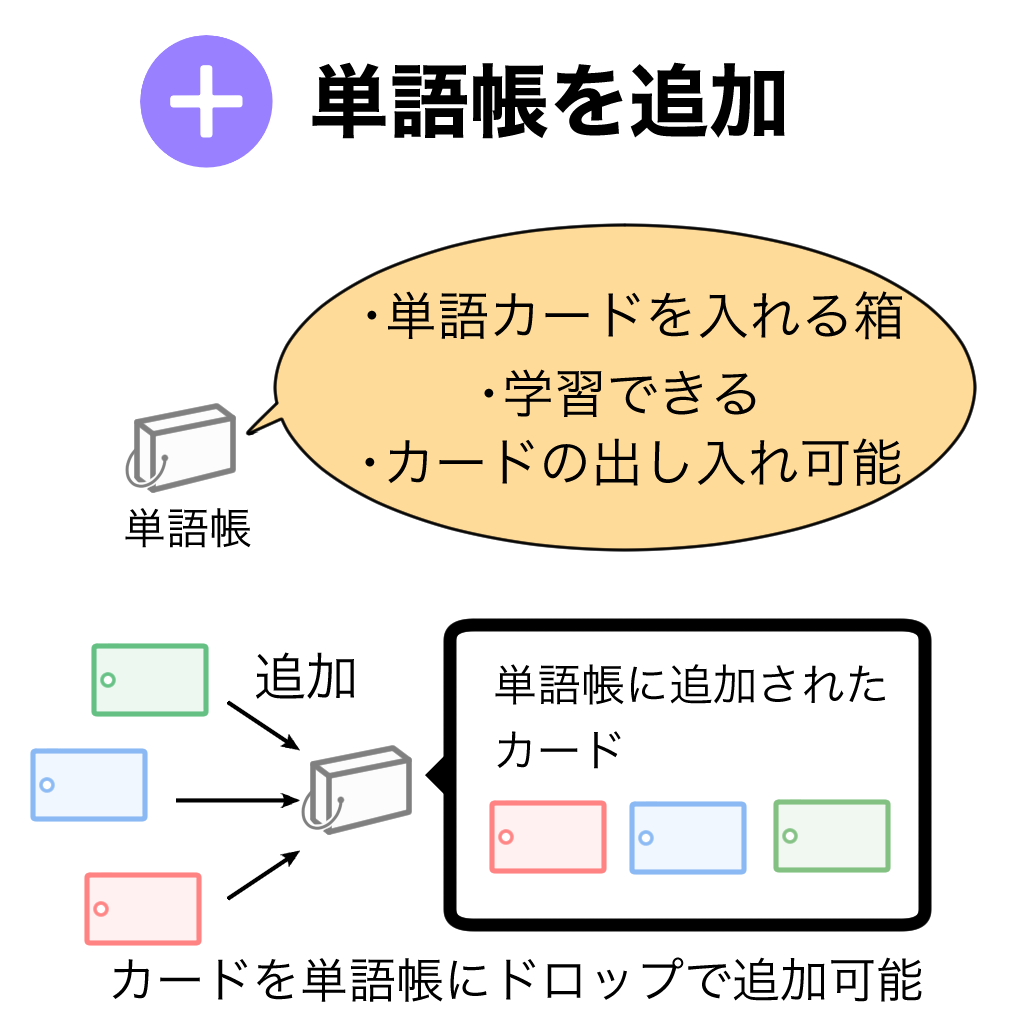 単語帳を追加
・単語カードを入れる箱
・学習できる
・カードの出し入れ可能
単語帳
追加
単語帳に追加された
カード
カードを単語帳にドロップで追加可能